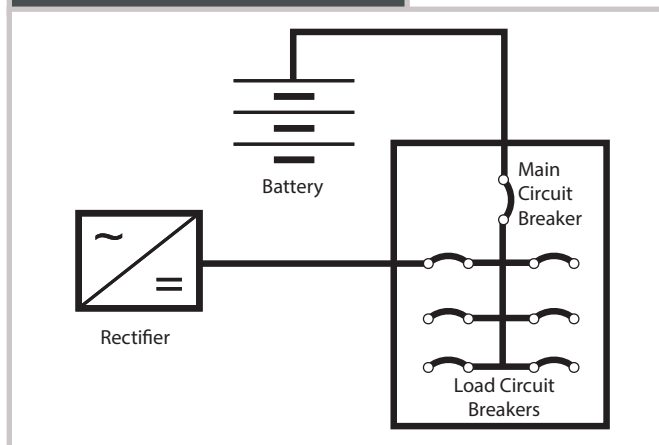 Battery
Main
Circuit
Breaker
Rectifier
Load Circuit
Breakers